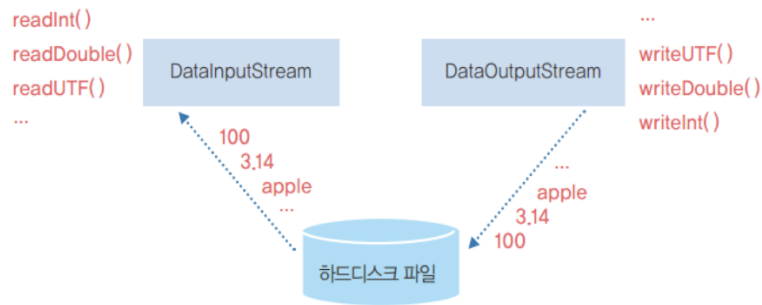 readInt()
readDouble()
readUTF()
...
DataInputStream
DataOutputStream
...
writeUTF()
writeDouble()
writeInt()
100
3.14
apple
...
...
apple
3.14
100
하드디스크 파일